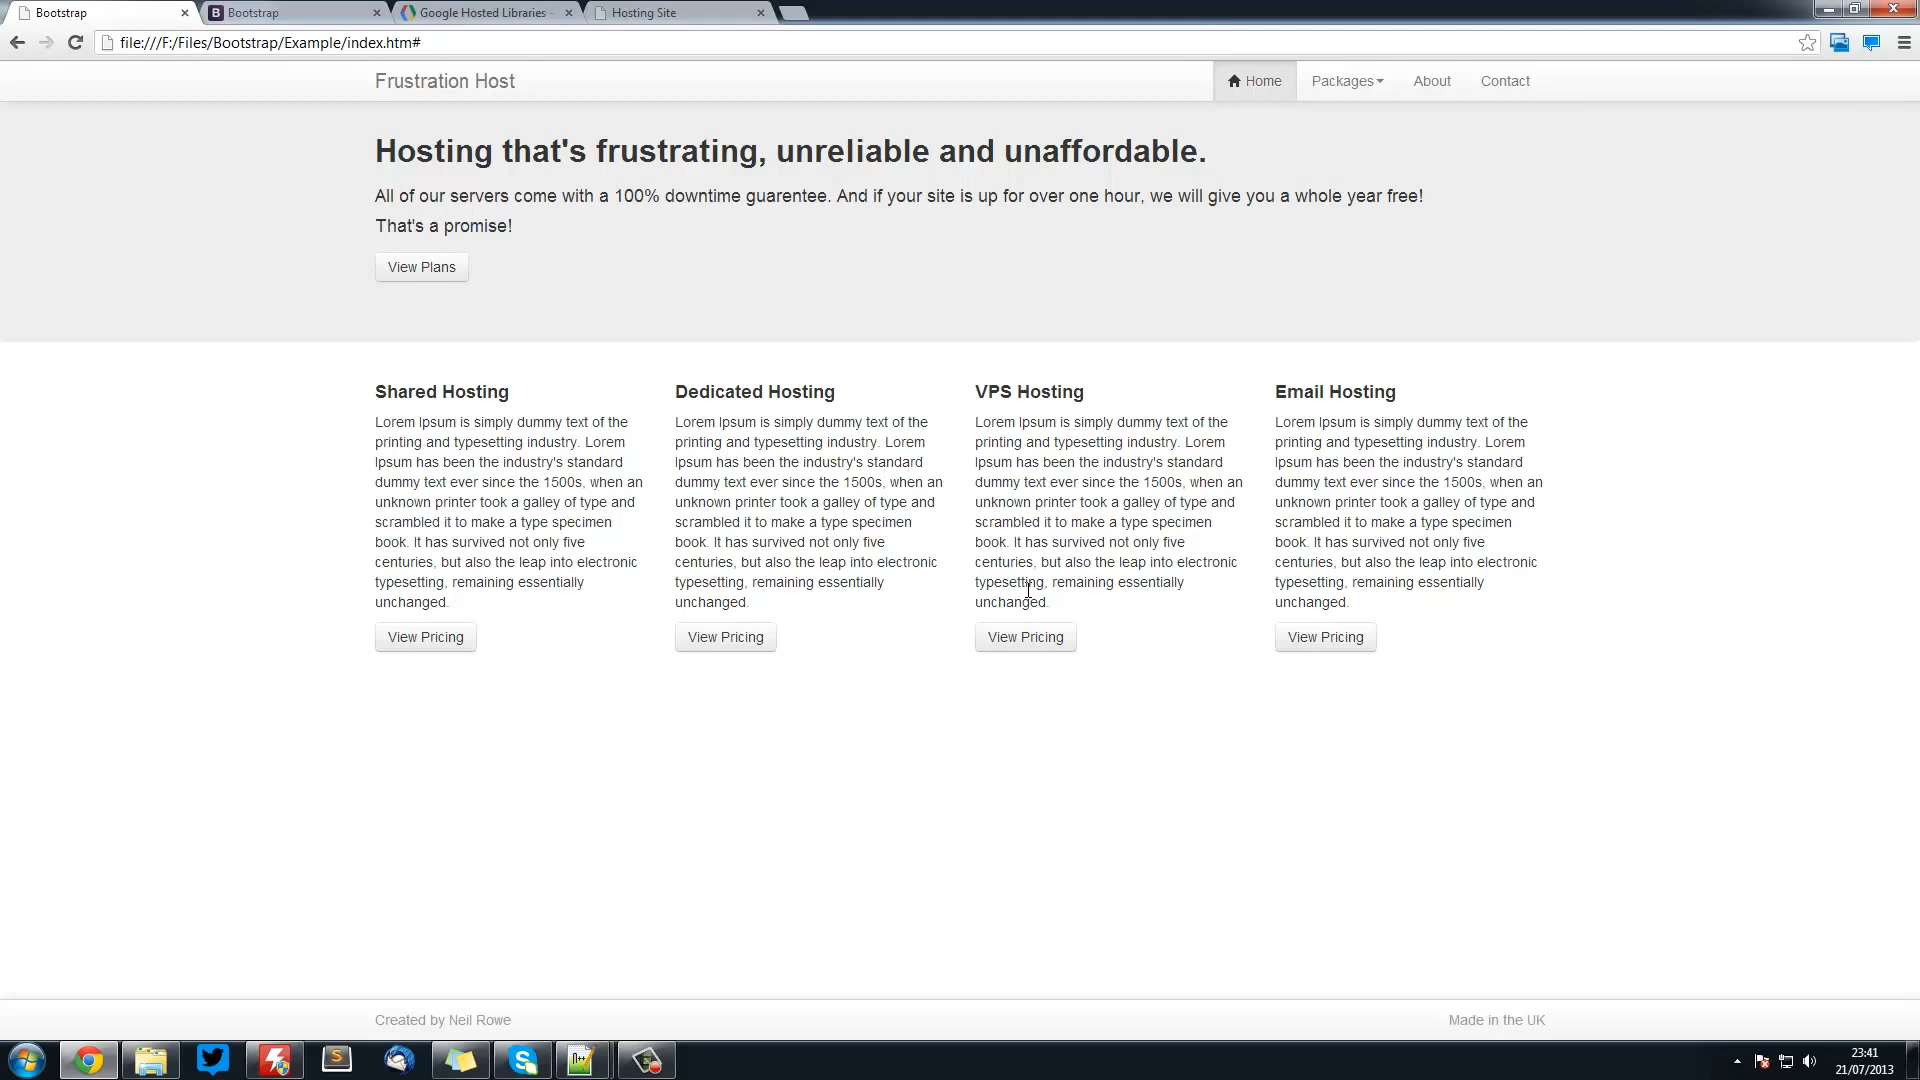 Bootstrap
Bootstrap
Google Hosted Libraries -
Hosting Site
file:///F:/Files/Bootstrap/Example/index.htm#
Frustration Host
Home
Packages
About
Contact
Hosting that's frustrating, unreliable and unaffordable.
All of our servers come with a 100% downtime guarentee. And if your site is up for over one hour, we will give you a whole year free!
That's a promise!
View Plans
Shared Hosting
Lorem Ipsum is simply dummy text of the
printing and typesetting industry. Lorem
Ipsum has been the industry's standard
dummy text ever since the 1500s, when an
unknown printer took a galley of type and
scrambled it to make a type specimen
book. It has survived not only five
centuries, but also the leap into electronic
typesetting, remaining essentially
unchanged.
View Pricing
Dedicated Hosting
Lorem Ipsum is simply dummy text of the
printing and typesetting industry. Lorem
Ipsum has been the industry's standard
dummy text ever since the 1500s, when an
unknown printer took a galley of type and
scrambled it to make a type specimen
book. It has survived not only five
centuries, but also the leap into electronic
typesetting, remaining essentially
unchanged.
View Pricing
VPS Hosting
Lorem Ipsum is simply dummy text of the
printing and typesetting industry. Lorem
Ipsum has been the industry's standard
dummy text ever since the 1500s, when an
unknown printer took a galley of type and
scrambled it to make a type specimen
book. It has survived not only five
centuries, but also the leap into electronic
typesetting, remaining essentially
unchanged.
View Pricing
Email Hosting
Lorem Ipsum is simply dummy text of the
printing and typesetting industry. Lorem
Ipsum has been the industry's standard
dummy text ever since the 1500s, when an
unknown printer took a galley of type and
scrambled it to make a type specimen
book. It has survived not only five
centuries, but also the leap into electronic
typesetting, remaining essentially
unchanged.
View Pricing
Created by Neil Rowe
Made in the UK
23:41
21/07/2013